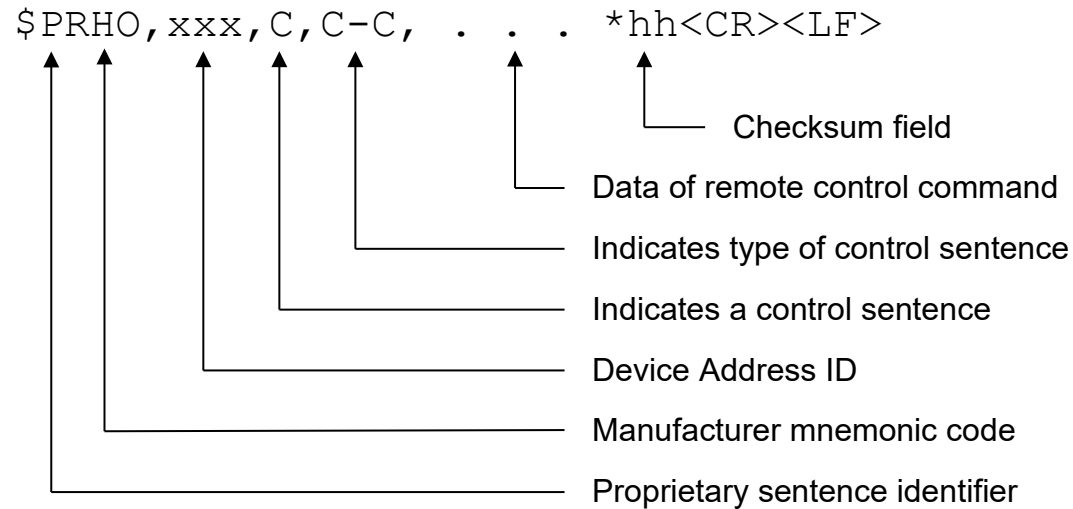 $PRHO,xxx,C,C-C, . . . *hh<CR><LF>
Checksum field
Data of remote control command
Indicates type of control sentence
Indicates a control sentence
Device Address ID
Manufacturer mnemonic code
Proprietary sentence identifier